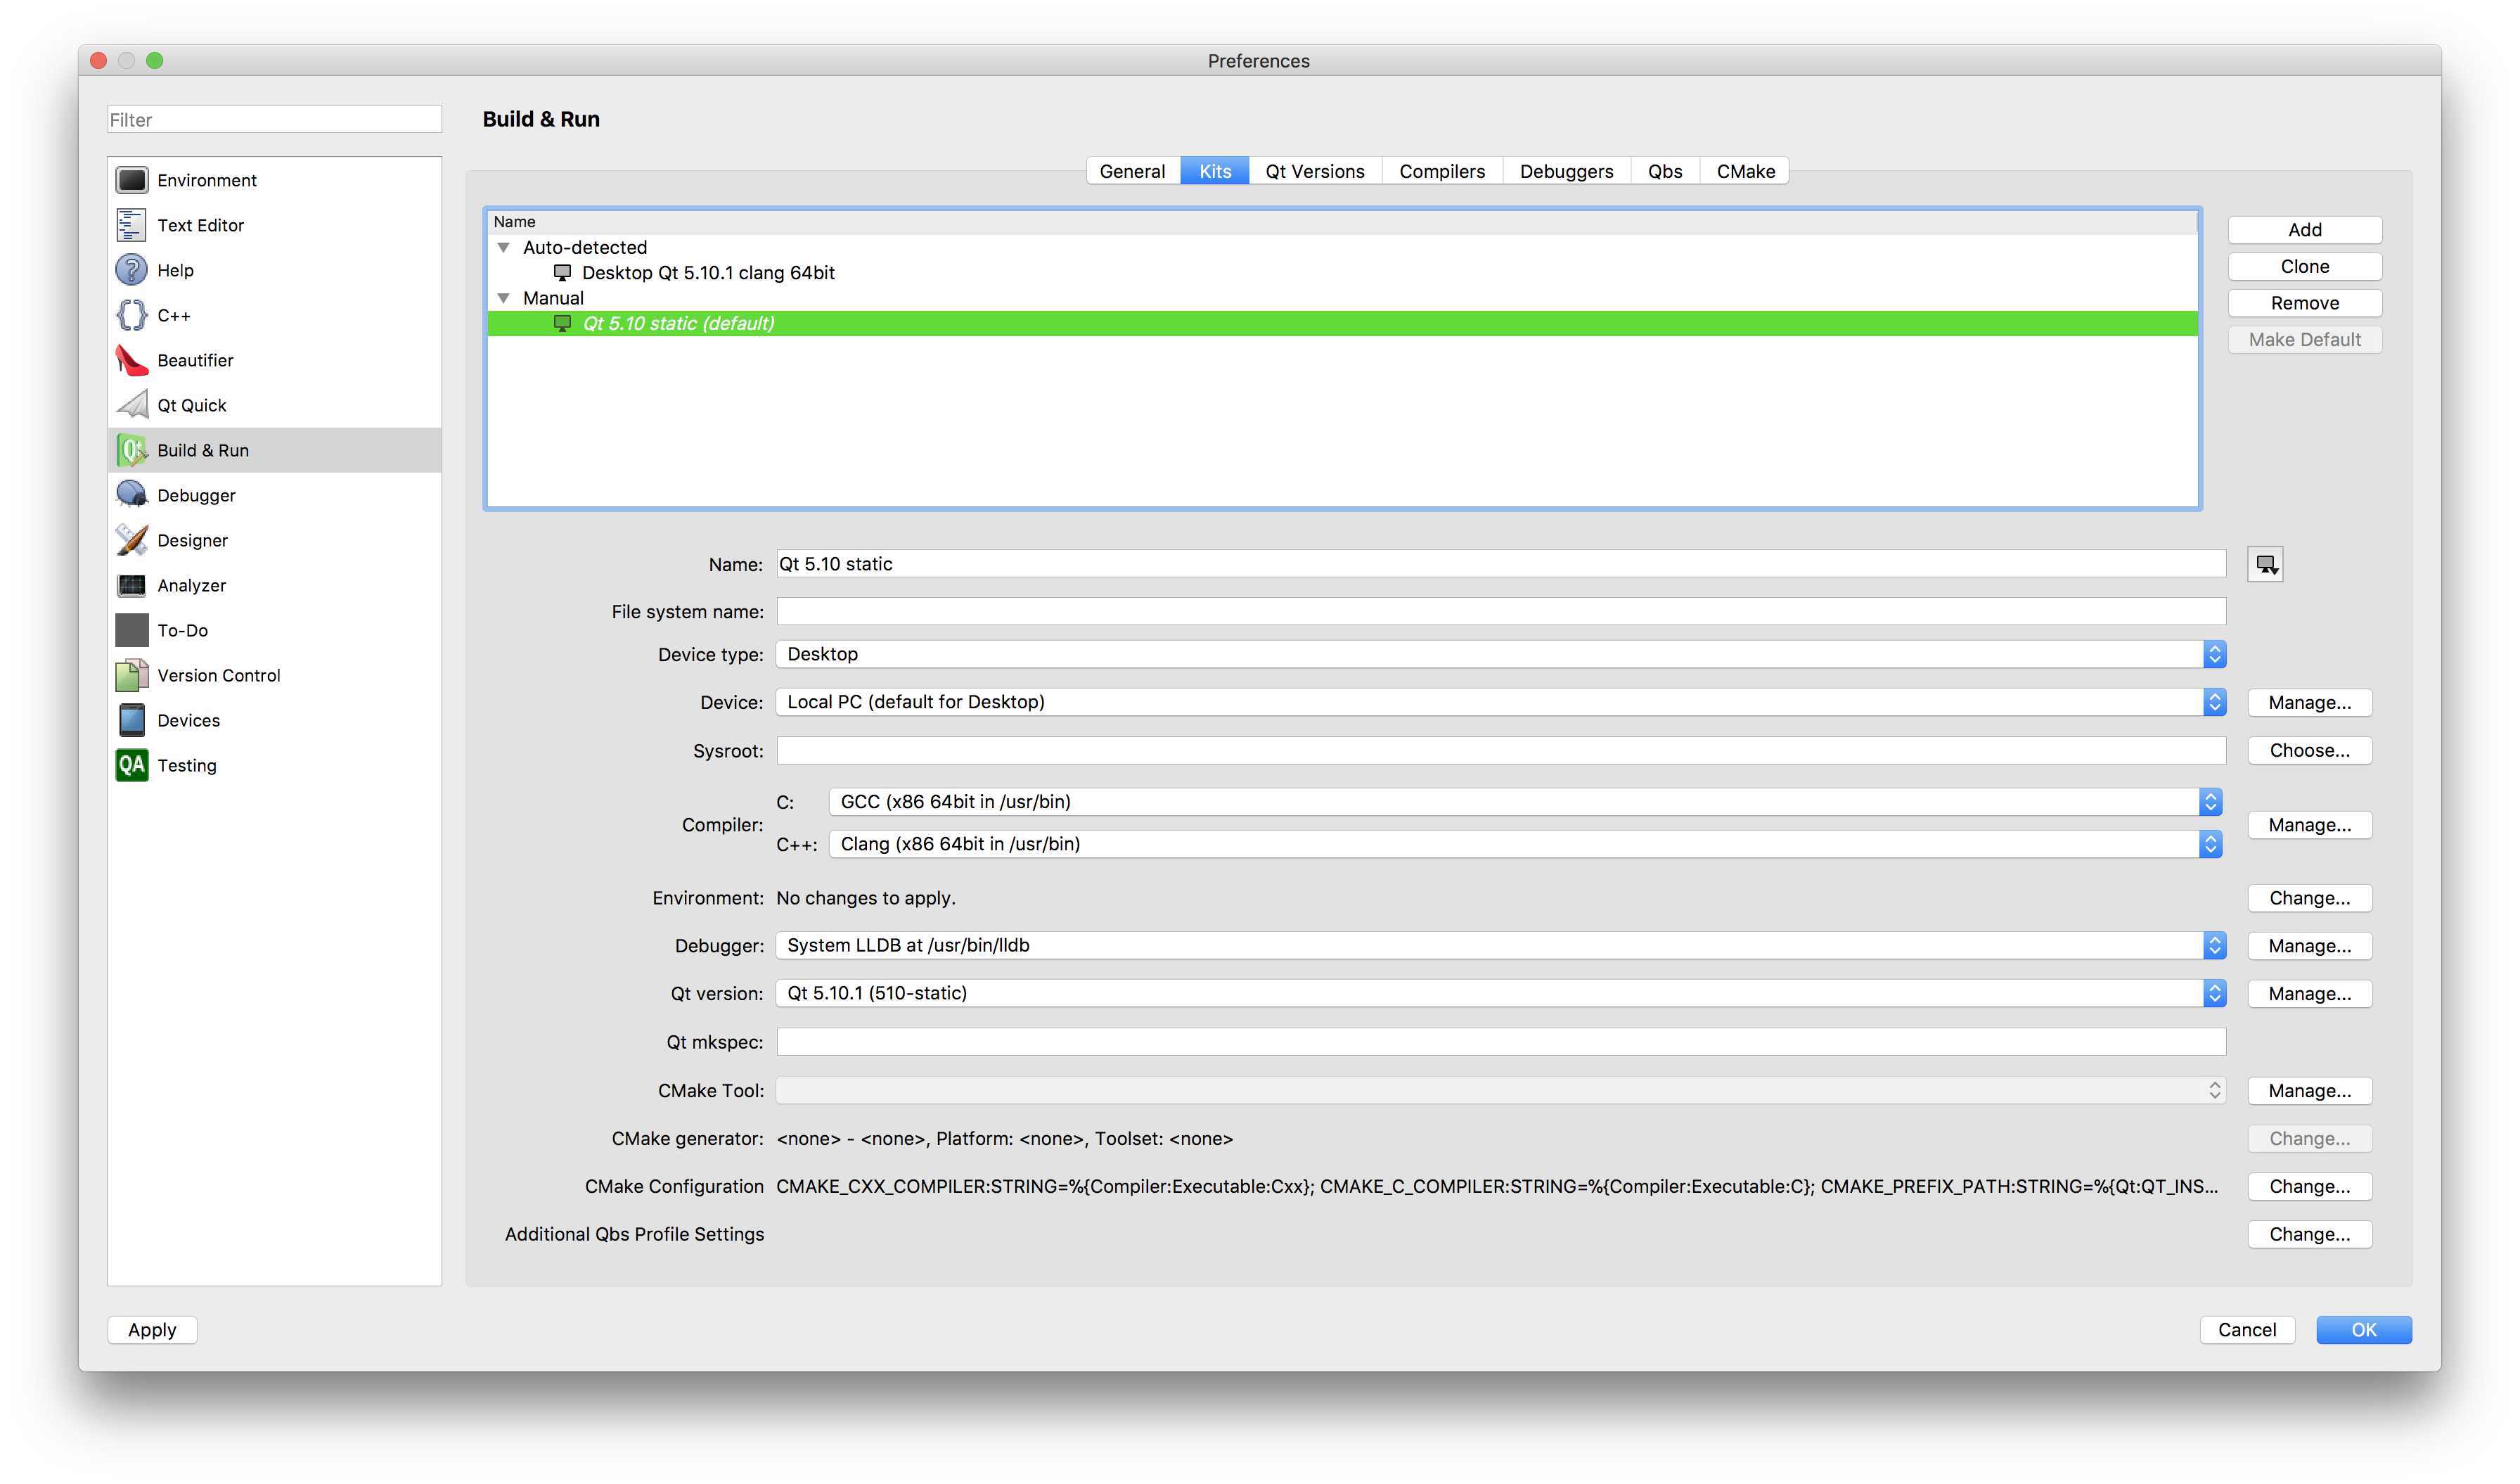 Preferences
Filter
Environment
Text Editor
Help
C++
Beautifier
Qt Quick
Build & Run
Debugger
Designer
Analyzer
To-Do
Version Control
Devices
QA Testing
Build & Run
General Kits Qt Versions Compilers Debuggers Qbs CMake
Name
Auto-detected
Desktop Qt 5.10.1 clang 64bit
Manual
Qt 5.10 static (default)
Add
Clone
Remove
Make Default
Name: Qt 5.10 static
File system name:
Device type: Desktop
Device: Local PC (default for Desktop) Manage...
Sysroot: Choose...
Compiler: C: GCC (x86 64bit in /usr/bin)
C++: Clang (x86 64bit in /usr/bin) Manage...
Environment: No changes to apply. Change...
Debugger: System LLDB at /usr/bin/lldb Manage...
Qt version: Qt 5.10.1 (510-static) Manage...
Qt mkspec:
CMake Tool: Manage...
CMake generator: <none> - <none>, Platform: <none>, Toolset: <none> Change...
CMake Configuration CMAKE_CXX_COMPILER:STRING=%{Compiler:Executable:Cxx}; CMAKE_C_COMPILER:STRING=%{Compiler:Executable:C}; CMAKE_PREFIX_PATH:STRING=%{Qt:QT_INS... Change...
Additional Qbs Profile Settings Change...
Apply Cancel OK